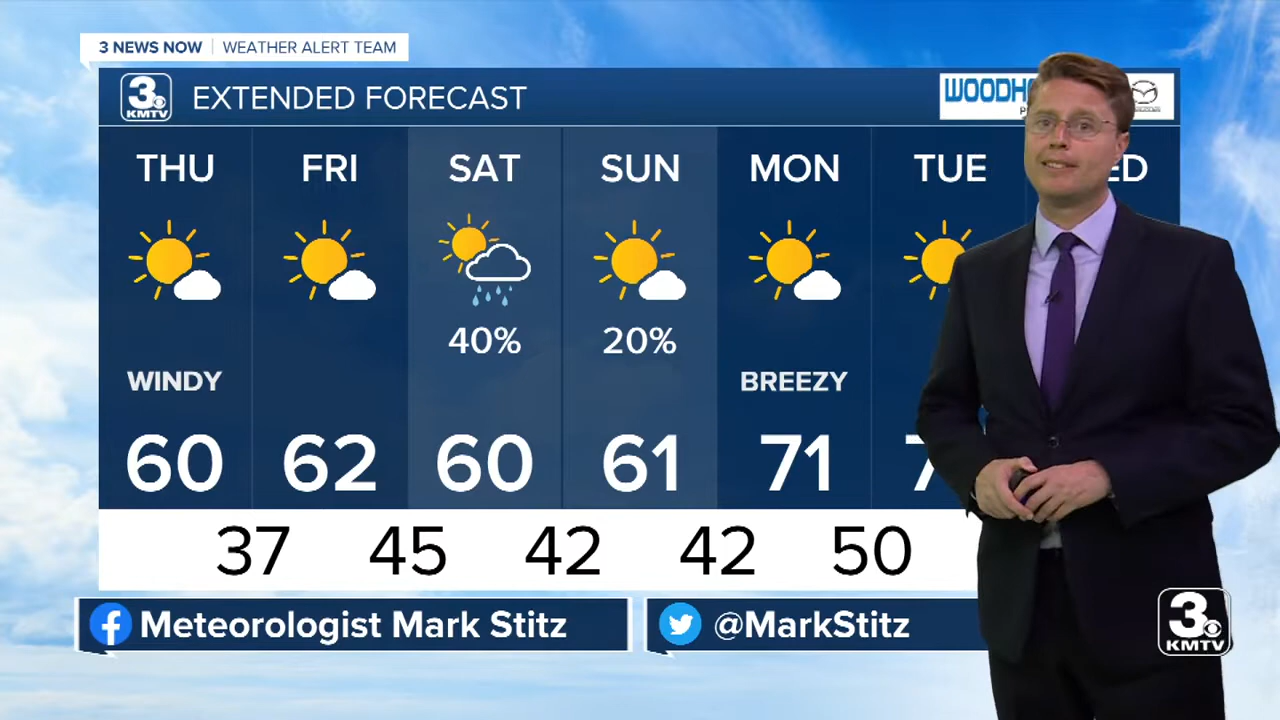 3 NEWS NOW | WEATHER ALERT TEAM
3 KMTV EXTENDED FORECAST
THU FRI SAT SUN MON TUE
40% 20%
WINDY BREEZY
60 62 60 61 71
37 45 42 42 50
Meteorologist Mark Stitz @MarkStitz
3 KMTV